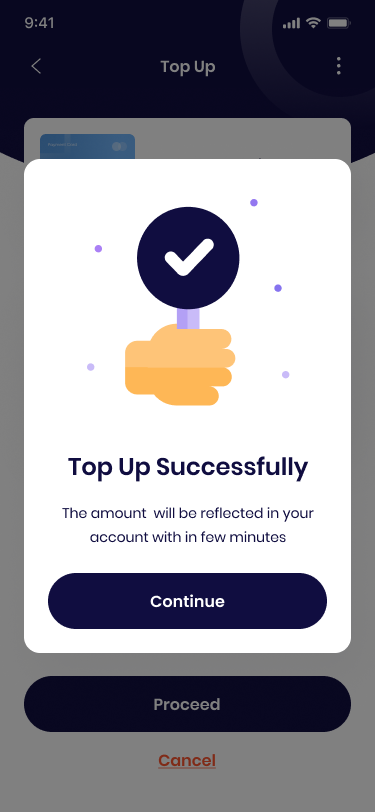 9:41
Top Up
Top Up Successfully
The amount will be reflected in your
account with in few minutes
Continue
Proceed
Cancel